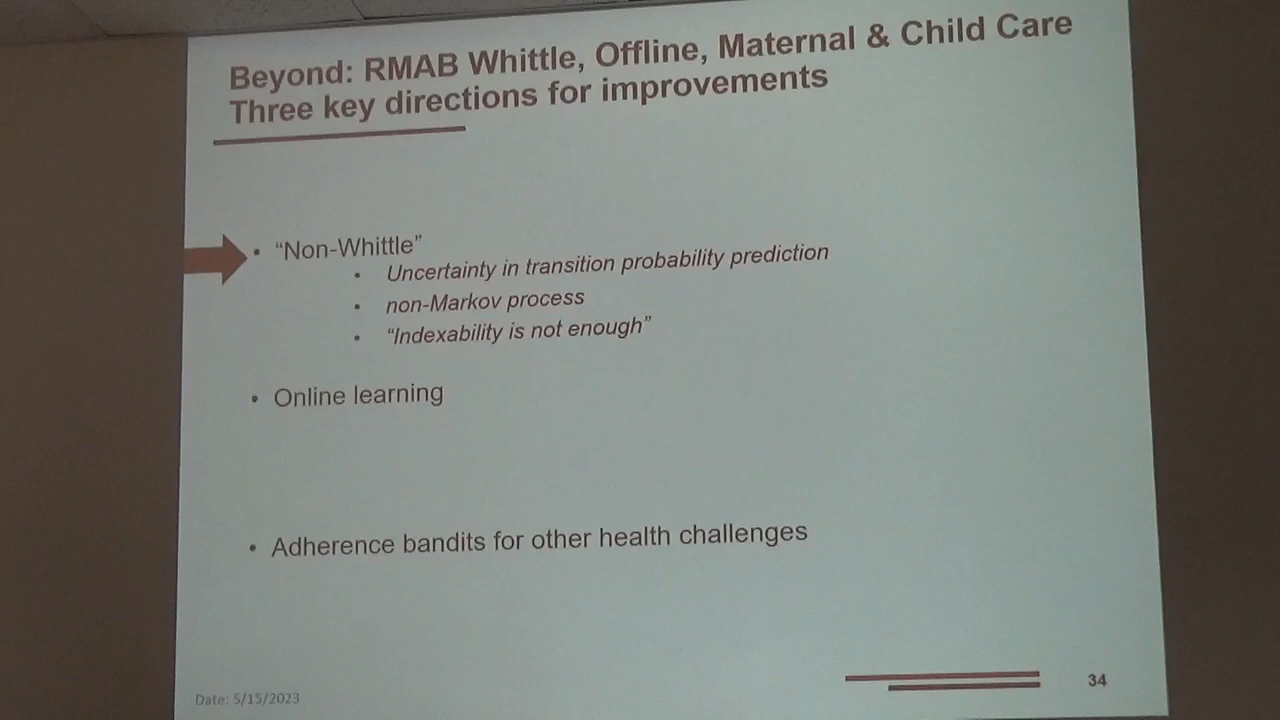 Beyond: RMAB Whittle, Offline, Maternal & Child Care
Three key directions for improvements
• “Non-Whittle”
• Uncertainty in transition probability prediction
• non-Markov process
• “Indexability is not enough”
• Online learning
• Adherence bandits for other health challenges
Date: 5/15/2023
34